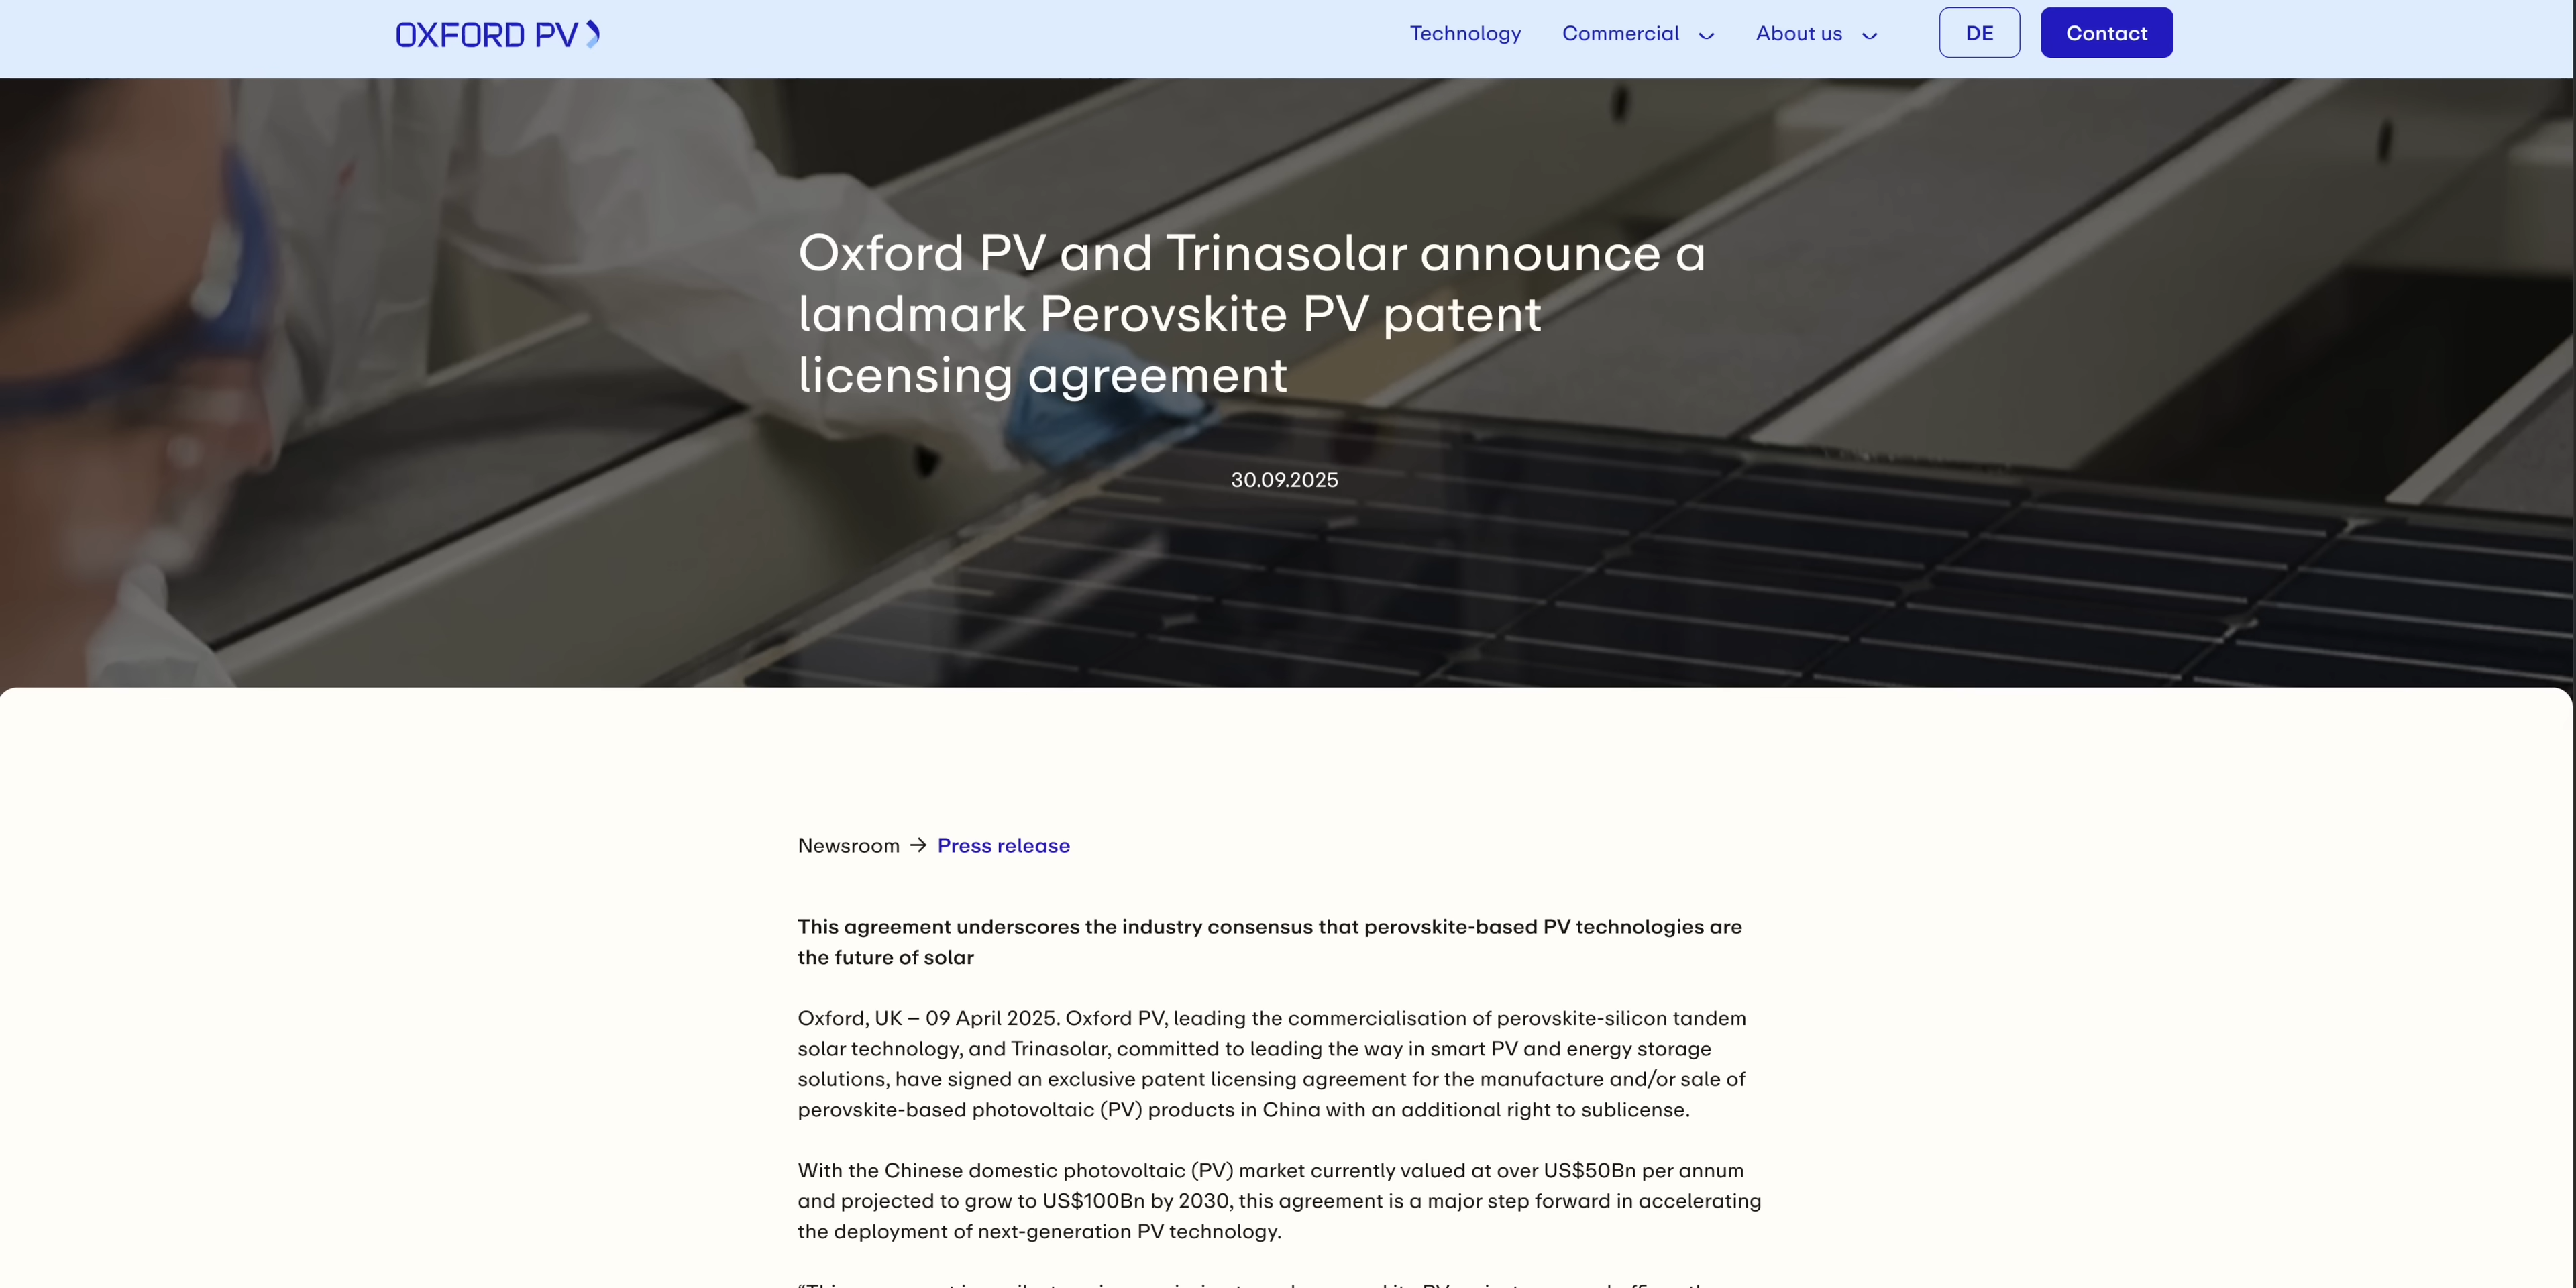 OXFORD PV
Technology
Commercial
About us
DE
Contact
Oxford PV and Trinasolar announce a
landmark Perovskite PV patent
licensing agreement
30.09.2025
Newsroom → Press release
This agreement underscores the industry consensus that perovskite-based PV technologies are
the future of solar
Oxford, UK – 09 April 2025. Oxford PV, leading the commercialisation of perovskite-silicon tandem
solar technology, and Trinasolar, committed to leading the way in smart PV and energy storage
solutions, have signed an exclusive patent licensing agreement for the manufacture and/or sale of
perovskite-based photovoltaic (PV) products in China with an additional right to sublicense.
With the Chinese domestic photovoltaic (PV) market currently valued at over US$50Bn per annum
and projected to grow to US$100Bn by 2030, this agreement is a major step forward in accelerating
the deployment of next-generation PV technology.